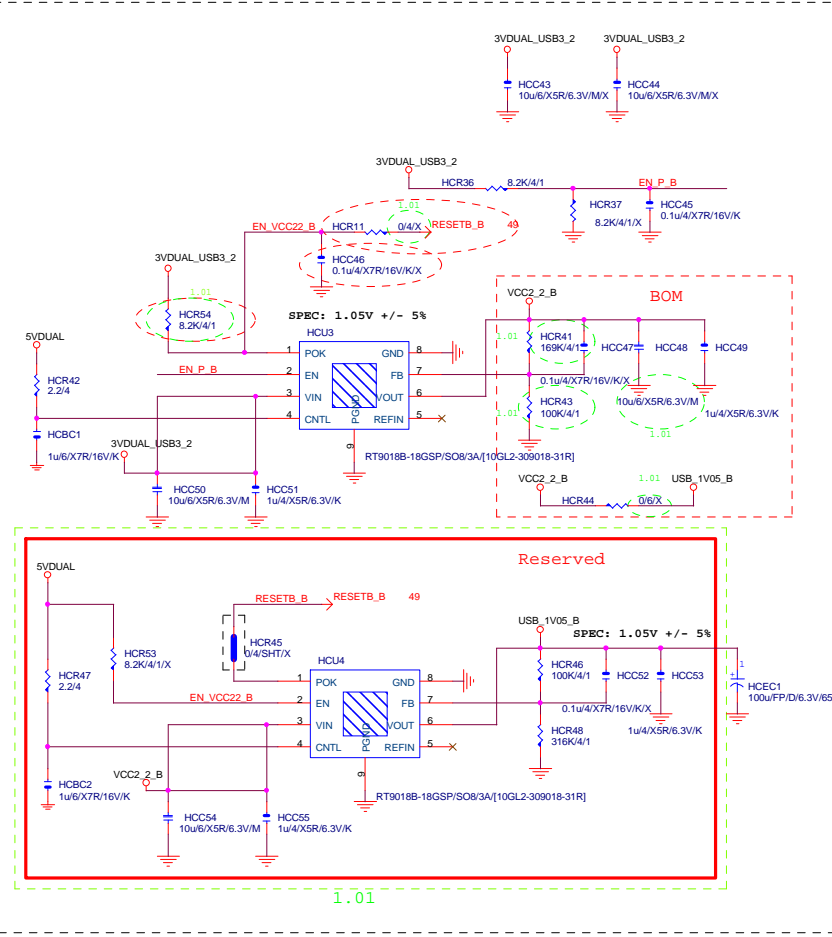 3VDUAL_USB3_2
3VDUAL_USB3_2
HCC43
10u/6/X5R/6.3V/M/X
HCC44
10u/6/X5R/6.3V/M/X
3VDUAL_USB3_2
HCR36
8.2K/4/1
EN_P_B
HCR37
8.2K/4/1/X
HCC45
0.1u/4/X7R/16V/K
1.01
EN_VCC22_B
HCR11
0/4/X
RESETB_B
49
HCC46
0.1u/4/X7R/16V/K/X
3VDUAL_USB3_2
1.01
HCR54
8.2K/4/1
SPEC: 1.05V +/- 5%
HCU3
5VDUAL
HCR42
2.2/4
EN_P_B
1
POK
GND
8
2
EN
FB
7
3
VIN
VOUT
6
4
CNTL
PGND
REFIN
5
9
HCBC1
1u/6/X7R/16V/K
3VDUAL_USB3_2
RT9018B-18GSP/SO8/3A/[10GL2-309018-31R]
HCC50
10u/6/X5R/6.3V/M
HCC51
1u/4/X5R/6.3V/K
VCC2_2_B
BOM
1.01
HCR41
169K/4/1
HCC47
HCC48
HCC49
0.1u/4/X7R/16V/K/X
1.01
HCR43
100K/4/1
10u/6/X5R/6.3V/M
1u/4/X5R/6.3V/K
1.01
VCC2_2_B
1.01
USB_1V05_B
HCR44
0/6/X
Reserved
5VDUAL
RESETB_B
RESETB_B
49
HCR45
0/4/SHT/X
USB_1V05_B
SPEC: 1.05V +/- 5%
HCR53
8.2K/4/1/X
HCR47
2.2/4
HCU4
EN_VCC22_B
1
POK
GND
8
2
EN
FB
7
3
VIN
VOUT
6
4
CNTL
PGND
REFIN
5
9
HCR46
100K/4/1
HCC52
HCC53
0.1u/4/X7R/16V/K/X
1u/4/X5R/6.3V/K
HCR48
316K/4/1
1
+
HCEC1
100u/FP/D/6.3V/65
HCBC2
1u/6/X7R/16V/K
VCC2_2_B
RT9018B-18GSP/SO8/3A/[10GL2-309018-31R]
HCC54
10u/6/X5R/6.3V/M
HCC55
1u/4/X5R/6.3V/K
1.01